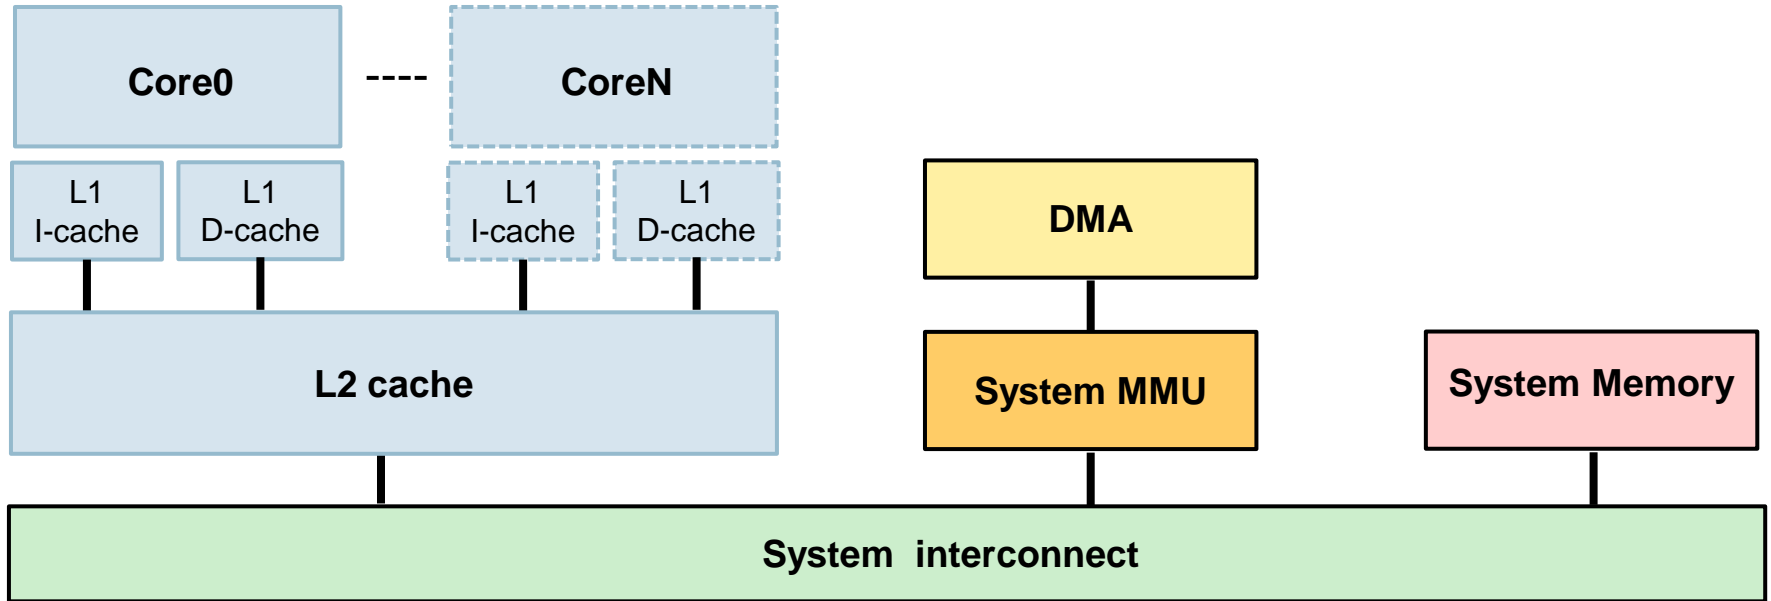 Core0
----
CoreN
L1
I-cache
L1
D-cache
L1
I-cache
L1
D-cache
DMA
L2 cache
System MMU
System Memory
System interconnect